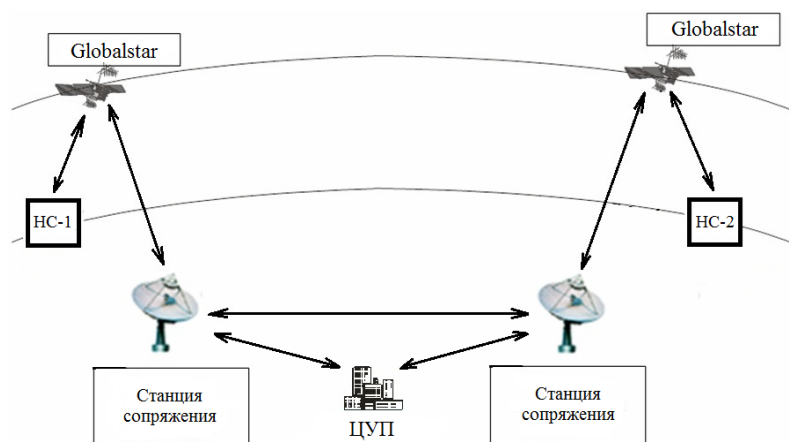 Globalstar
Globalstar
НС-1
НС-2
Станция
сопряжения
ЦУП
Станция
сопряжения